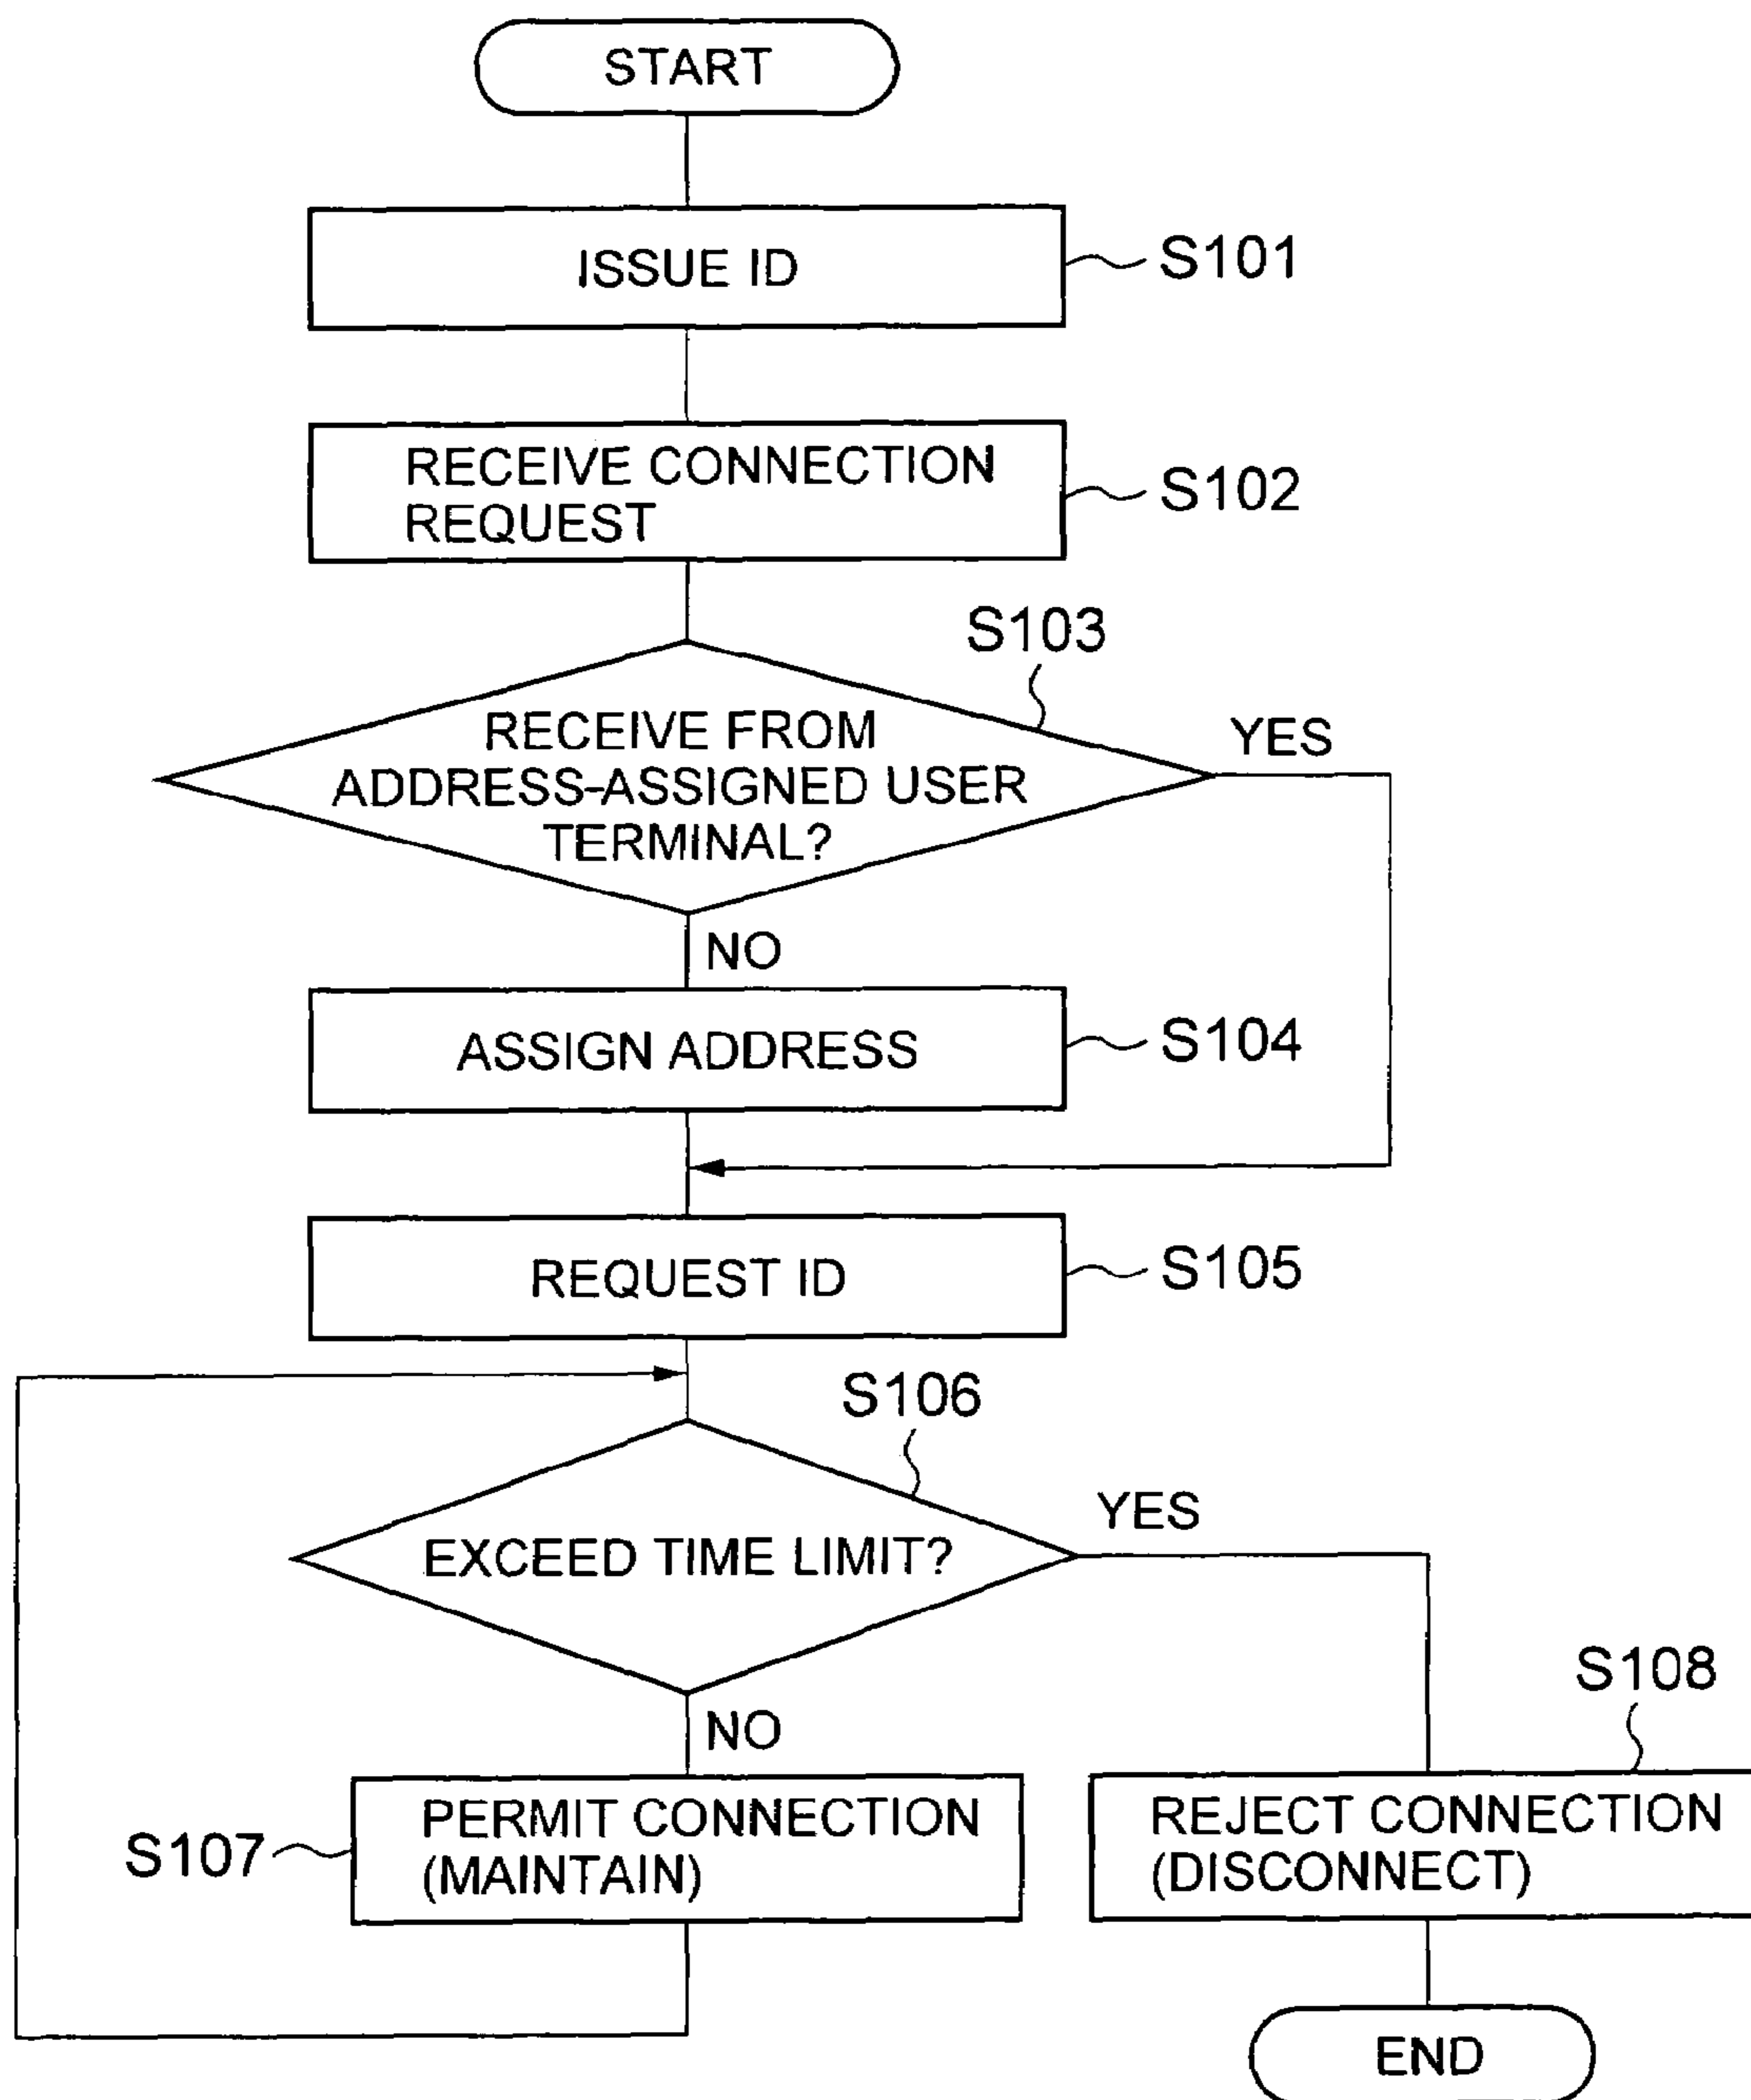 START
ISSUE ID
S101
RECEIVE CONNECTION
REQUEST
S102
S103
RECEIVE FROM
ADDRESS-ASSIGNED USER
TERMINAL?
YES
NO
ASSIGN ADDRESS
S104
REQUEST ID
S105
S106
EXCEED TIME LIMIT?
YES
NO
S107
PERMIT CONNECTION
(MAINTAIN)
S108
REJECT CONNECTION
(DISCONNECT)
END